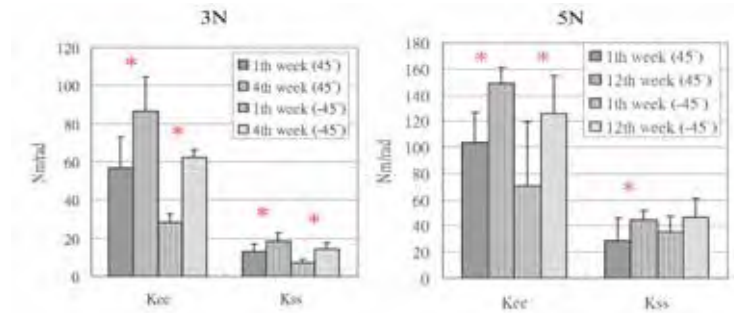 3N
120
100
80
60
40
20
0
Nm/rad
*
*
*
*
1th week (45°)
4th week (45°)
1th week (-45°)
4th week (-45°)
Kee
Kss
5N
180
160
140
120
100
80
60
40
20
0
Nm/rad
*
*
*
1th week (45°)
12th week (45°)
1th week (-45°)
12th week (-45°)
Kee
Kss